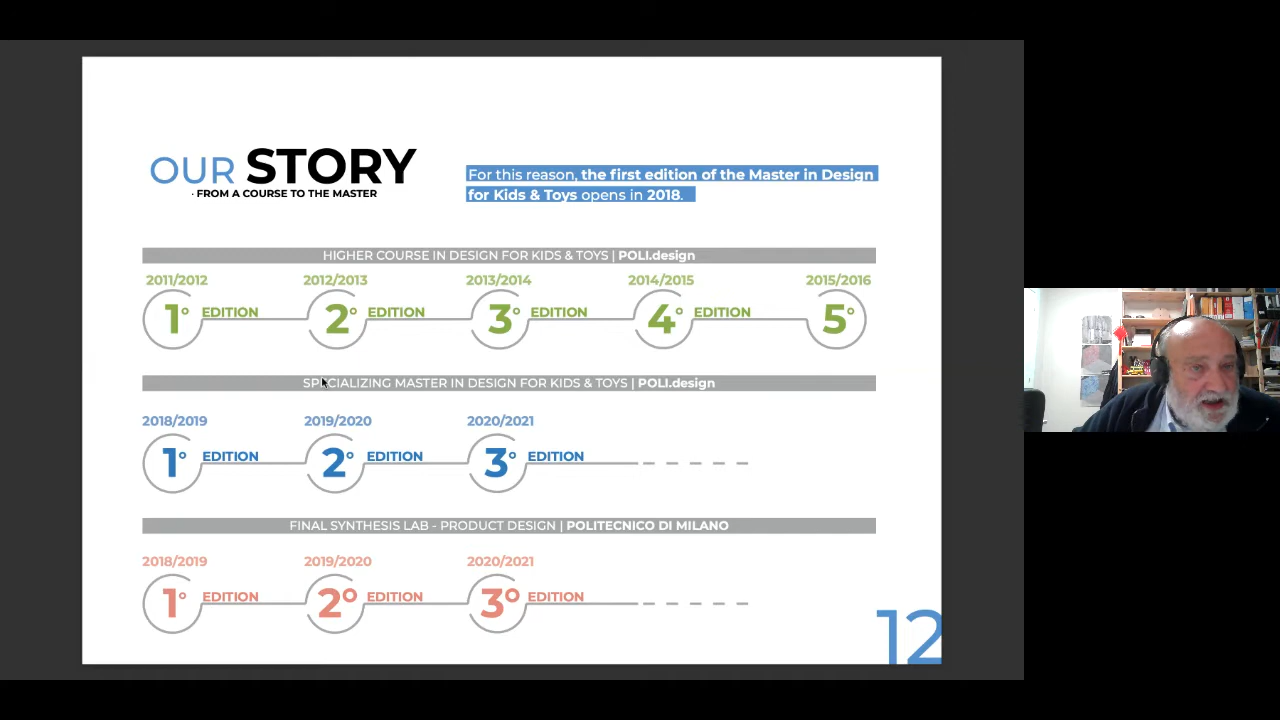 OUR STORY
· FROM A COURSE TO THE MASTER
For this reason, the first edition of the Master in Design
for Kids & Toys opens in 2018.
HIGHER COURSE IN DESIGN FOR KIDS & TOYS | POLI.design
2011/2012 2012/2013 2013/2014 2014/2015 2015/2016
1° EDITION 2° EDITION 3° EDITION 4° EDITION 5°
SPECIALIZING MASTER IN DESIGN FOR KIDS & TOYS | POLI.design
2018/2019 2019/2020 2020/2021
1° EDITION 2° EDITION 3° EDITION
FINAL SYNTHESIS LAB - PRODUCT DESIGN | POLITECNICO DI MILANO
2018/2019 2019/2020 2020/2021
1° EDITION 2° EDITION 3° EDITION
12